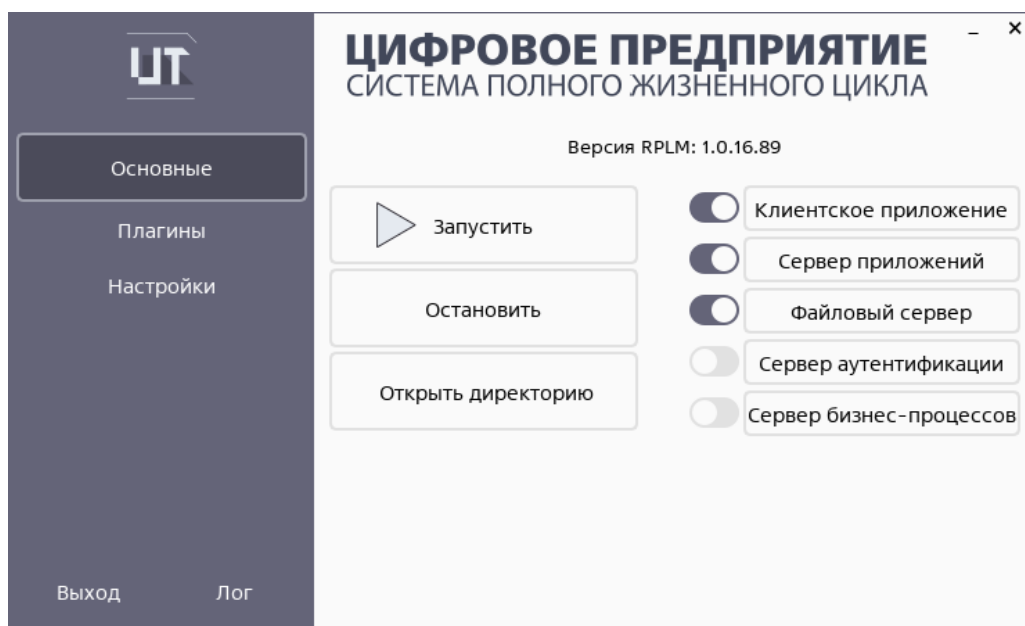 ЦИТ
ЦИФРОВОЕ ПРЕДПРИЯТИЕ
СИСТЕМА ПОЛНОГО ЖИЗНЕННОГО ЦИКЛА
Версия RPLM: 1.0.16.89
Основные
Плагины
Настройки
Выход
Лог
Запустить
Остановить
Открыть директорию
Клиентское приложение
Сервер приложений
Файловый сервер
Сервер аутентификации
Сервер бизнес-процессов